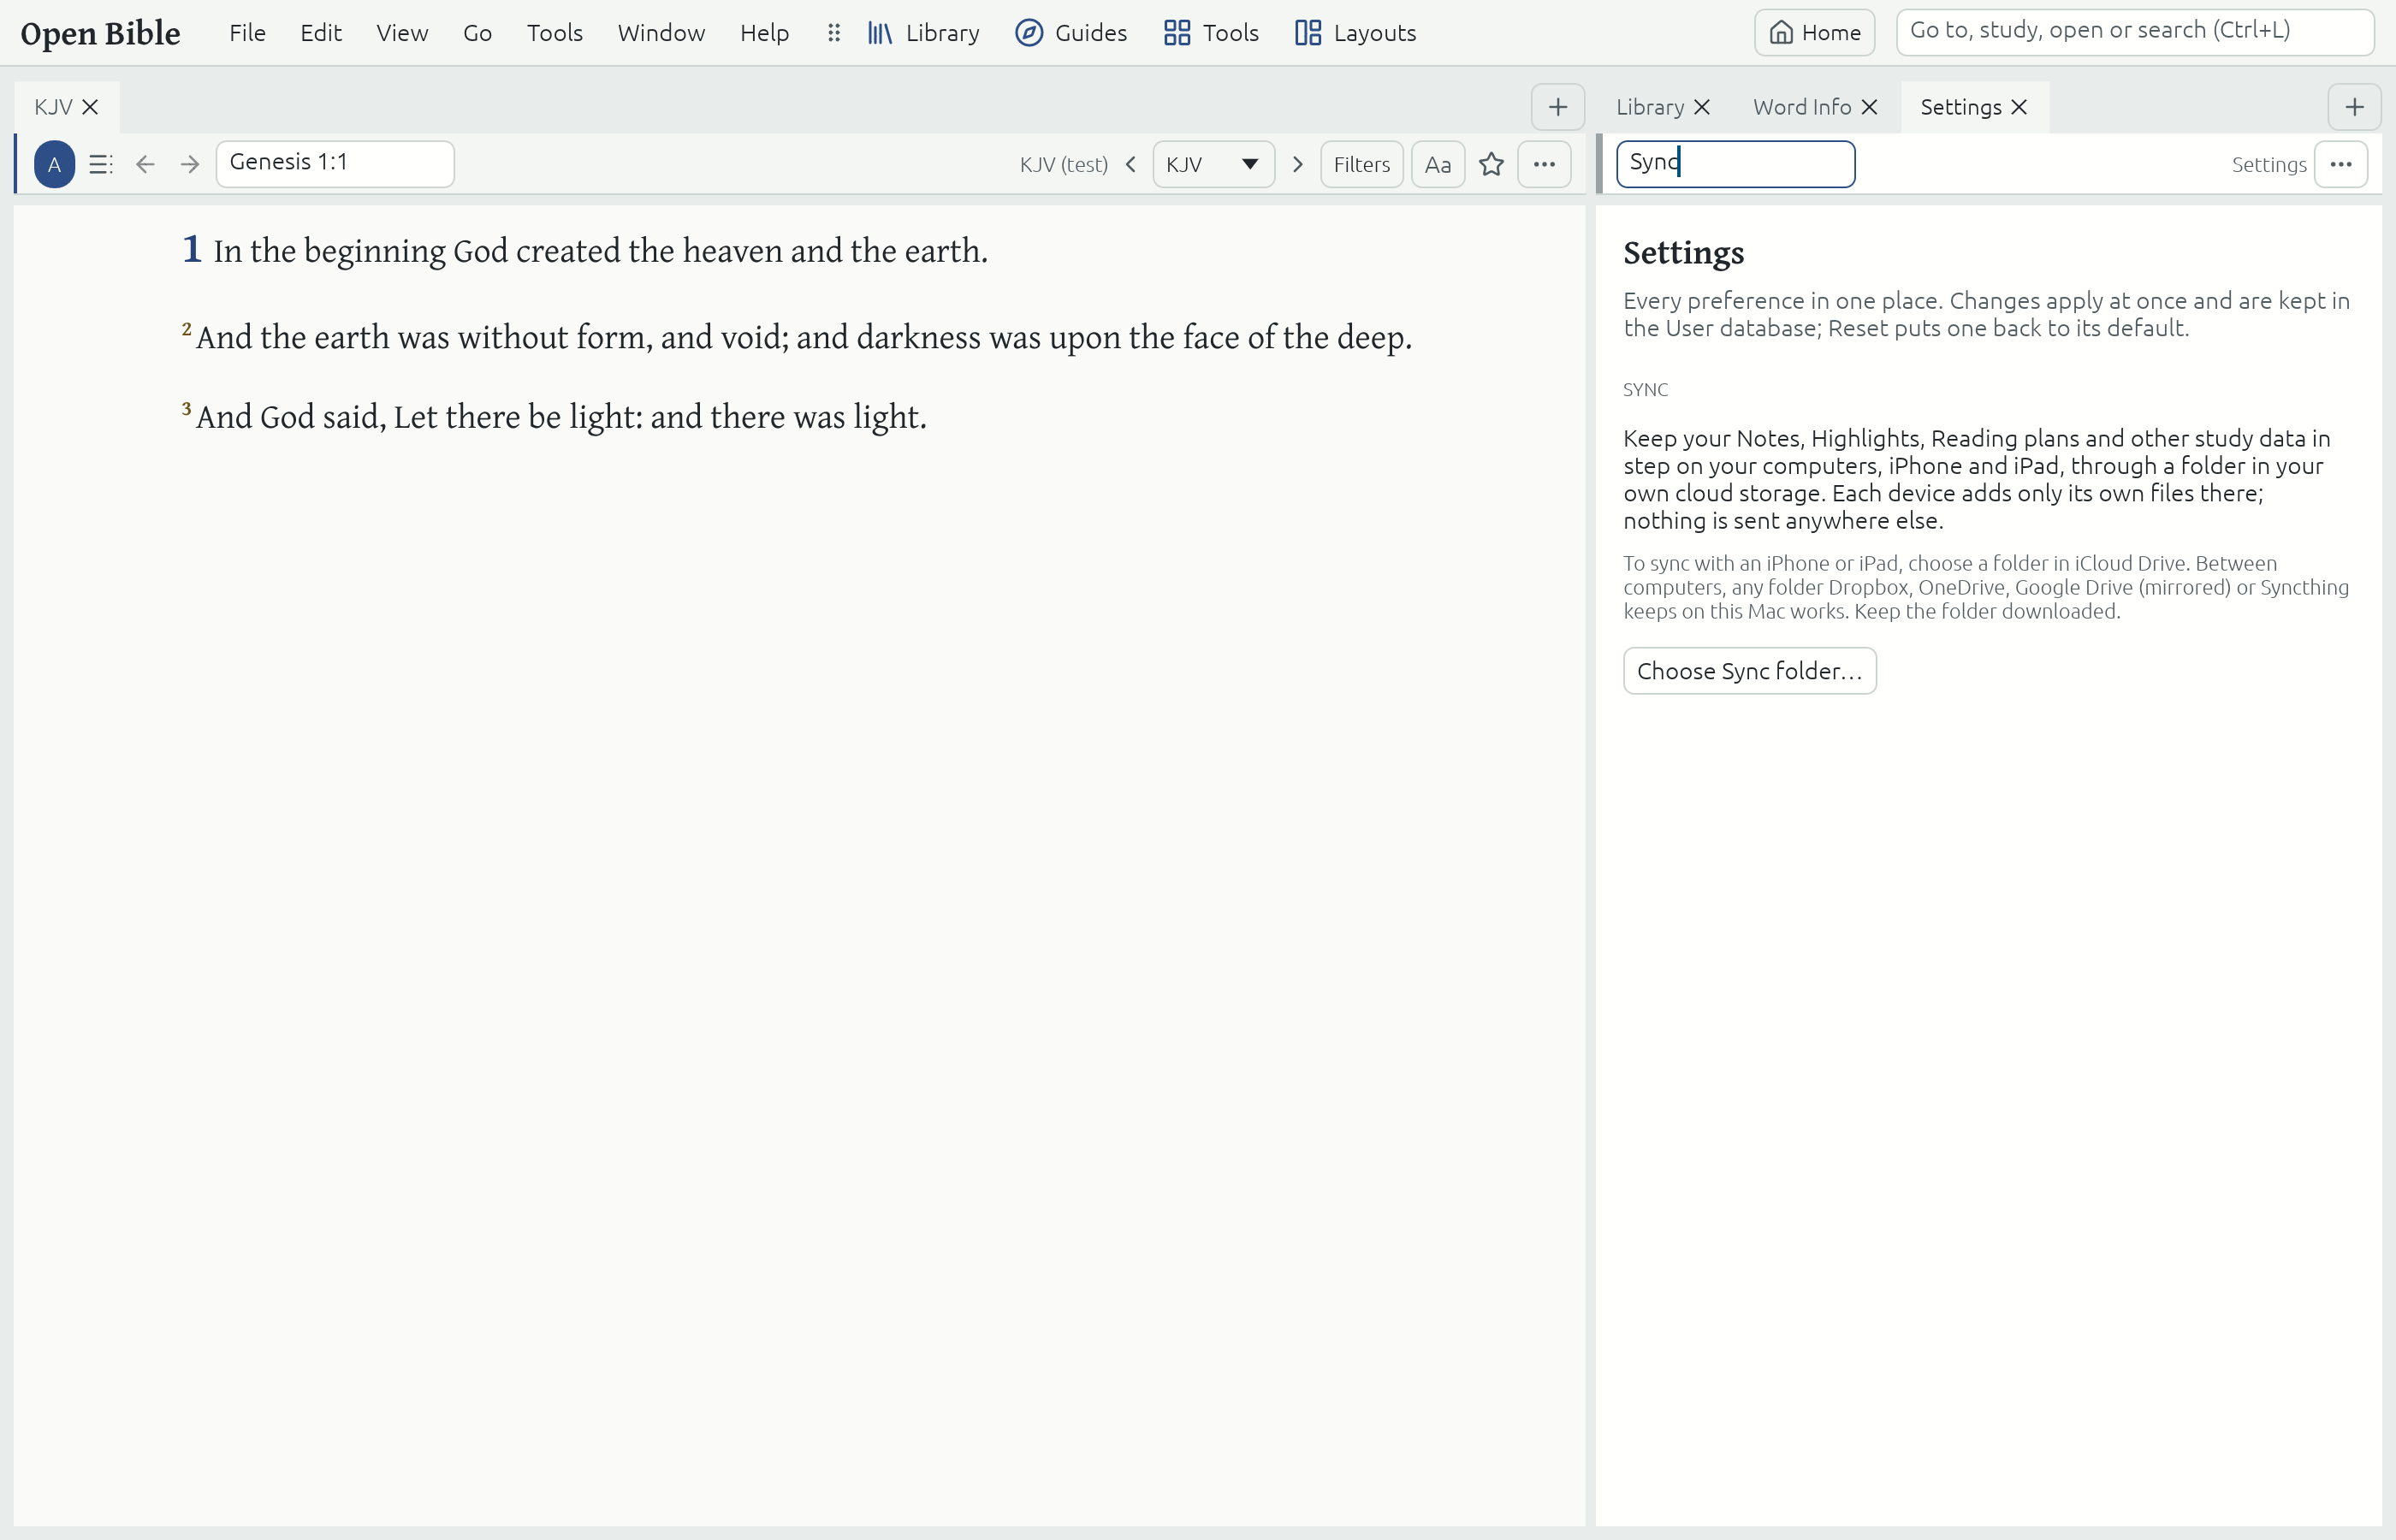 Open Bible File Edit View Go Tools Window Help Library Guides Tools Layouts Home Go to, study, open or search (Ctrl+L)
KJV
Library Word Info Settings
A Genesis 1:1 KJV (test) KJV Filters Aa
Sync Settings
1 In the beginning God created the heaven and the earth.
2 And the earth was without form, and void; and darkness was upon the face of the deep.
3 And God said, Let there be light: and there was light.
Settings
Every preference in one place. Changes apply at once and are kept in
the User database; Reset puts one back to its default.
SYNC
Keep your Notes, Highlights, Reading plans and other study data in
step on your computers, iPhone and iPad, through a folder in your
own cloud storage. Each device adds only its own files there;
nothing is sent anywhere else.
To sync with an iPhone or iPad, choose a folder in iCloud Drive. Between
computers, any folder Dropbox, OneDrive, Google Drive (mirrored) or Syncthing
keeps on this Mac works. Keep the folder downloaded.
Choose Sync folder…